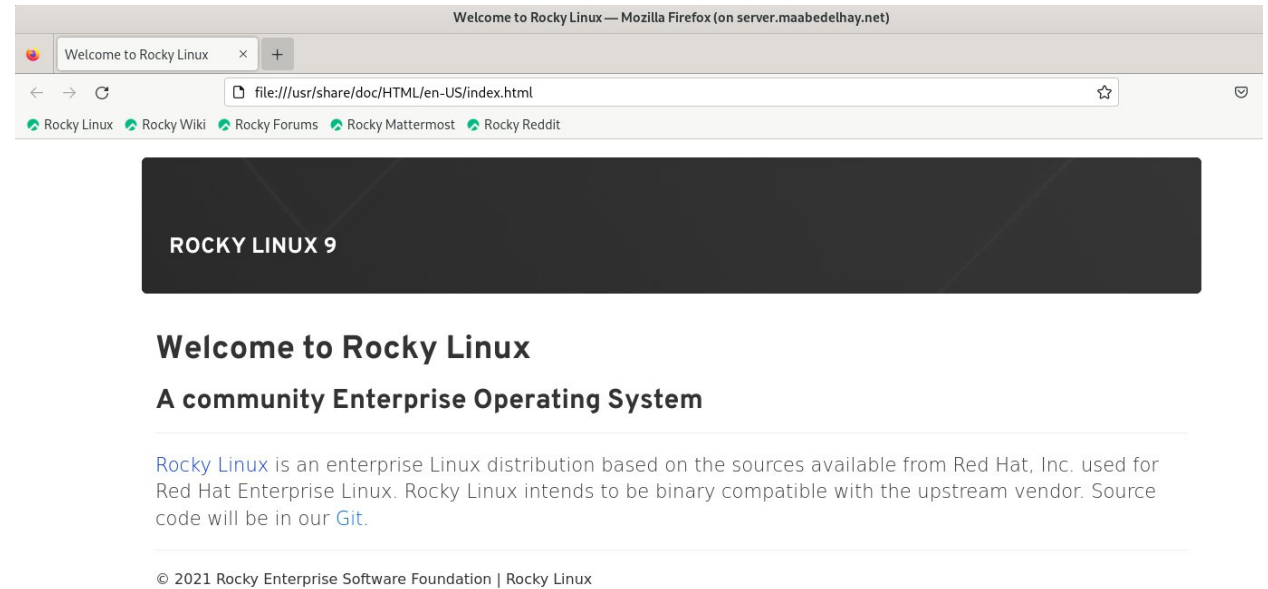 Welcome to Rocky Linux — Mozilla Firefox (on server.maabedelhay.net)
Welcome to Rocky Linux × +
file:///usr/share/doc/HTML/en-US/index.html
Rocky Linux Rocky Wiki Rocky Forums Rocky Mattermost Rocky Reddit
ROCKY LINUX 9
Welcome to Rocky Linux
A community Enterprise Operating System
Rocky Linux is an enterprise Linux distribution based on the sources available from Red Hat, Inc. used for
Red Hat Enterprise Linux. Rocky Linux intends to be binary compatible with the upstream vendor. Source
code will be in our Git.
© 2021 Rocky Enterprise Software Foundation | Rocky Linux